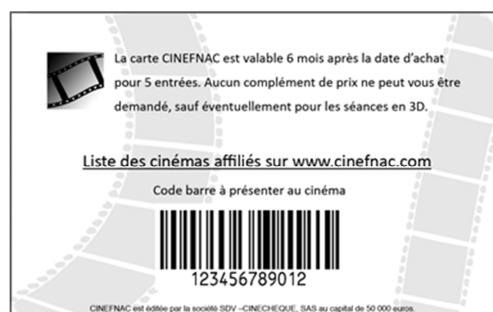 La carte CINEFNAC est valable 6 mois après la date d'achat
pour 5 entrées. Aucun complément de prix ne peut vous être
demandé, sauf éventuellement pour les séances en 3D.
Liste des cinémas affiliés sur www.cinefnac.com
Code barre à présenter au cinéma
123456789012
CINEFNAC est éditée par la société SDV –CINECHEQUE, SAS au capital de 50 000 euros.